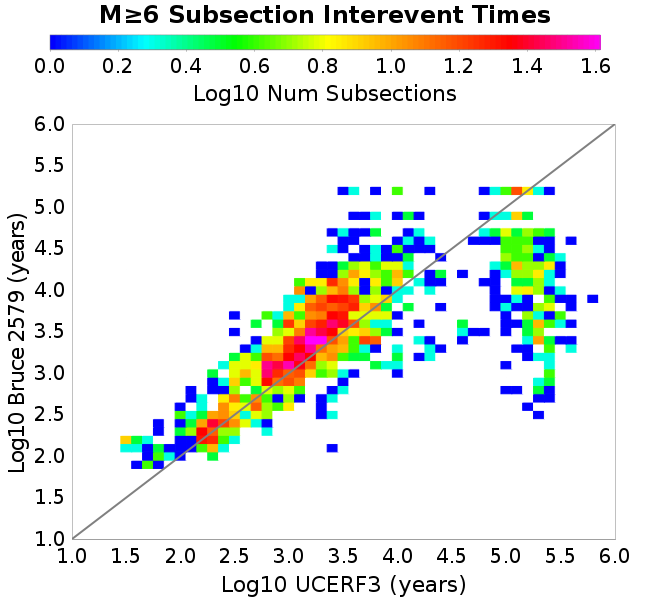 M≥6 Subsection Interevent Times
0.0 0.2 0.4 0.6 0.8 1.0 1.2 1.4 1.6
Log10 Num Subsections
6.0
5.5
5.0
4.5
4.0
3.5
3.0
2.5
2.0
1.5
1.0
Log10 Bruce 2579 (years)
1.0 1.5 2.0 2.5 3.0 3.5 4.0 4.5 5.0 5.5 6.0
Log10 UCERF3 (years)